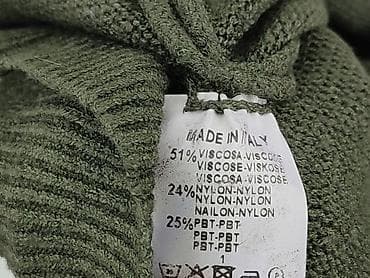 MADE IN ITALY
51% VISCOSA-VISCOSE
VISCOSE-VISKOSE
VISCOSA-VISCOSE
24% NYLON-NYLON
NYLON-NYLON
NAILON-NYLON
25% PBT-PBT
PBT-PBT
PBT-PBT
1